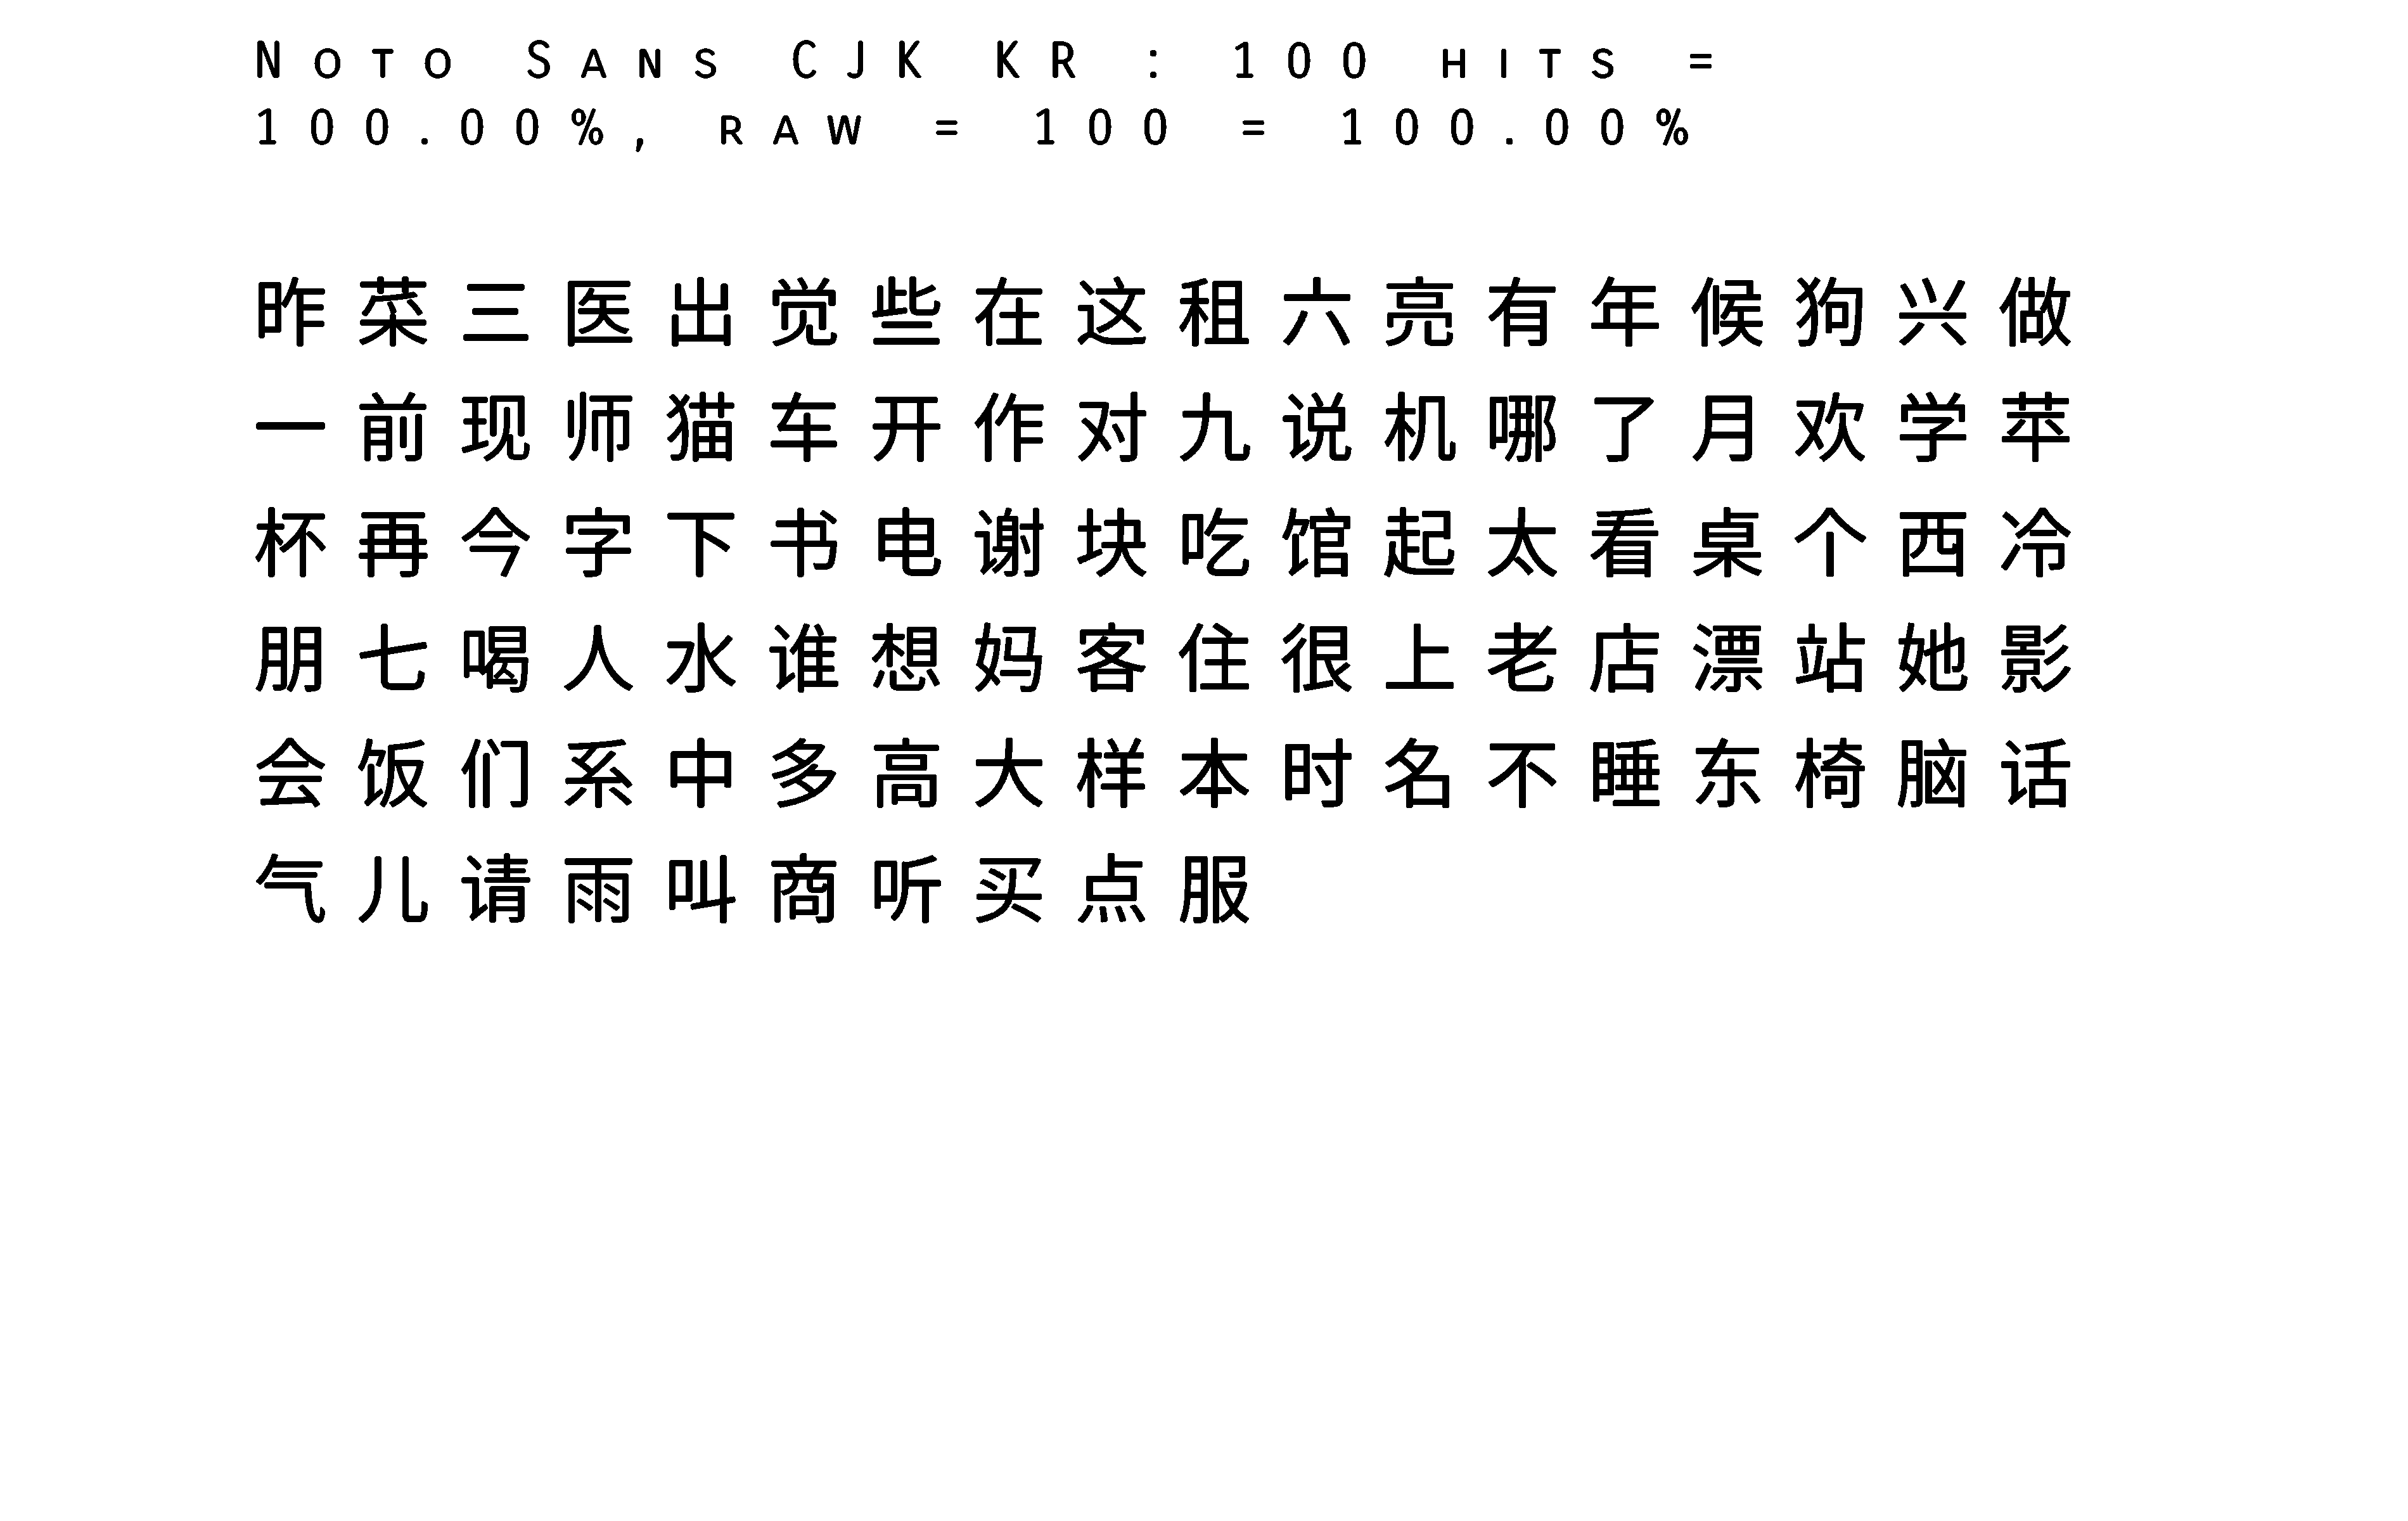 Noto Sans CJK KR : 100 hits =
100.00%, raw = 100 = 100.00%
昨菜三医出觉些在这租六亮有年候狗兴做
一前现师猫车开作对九说机哪了月欢学苹
杯再今字下书电谢块吃馆起太看桌个西冷
朋七喝人水谁想妈客住很上老店漂站她影
会饭们系中多高大样本时名不睡东椅脑话
气儿请雨叫商听买点服